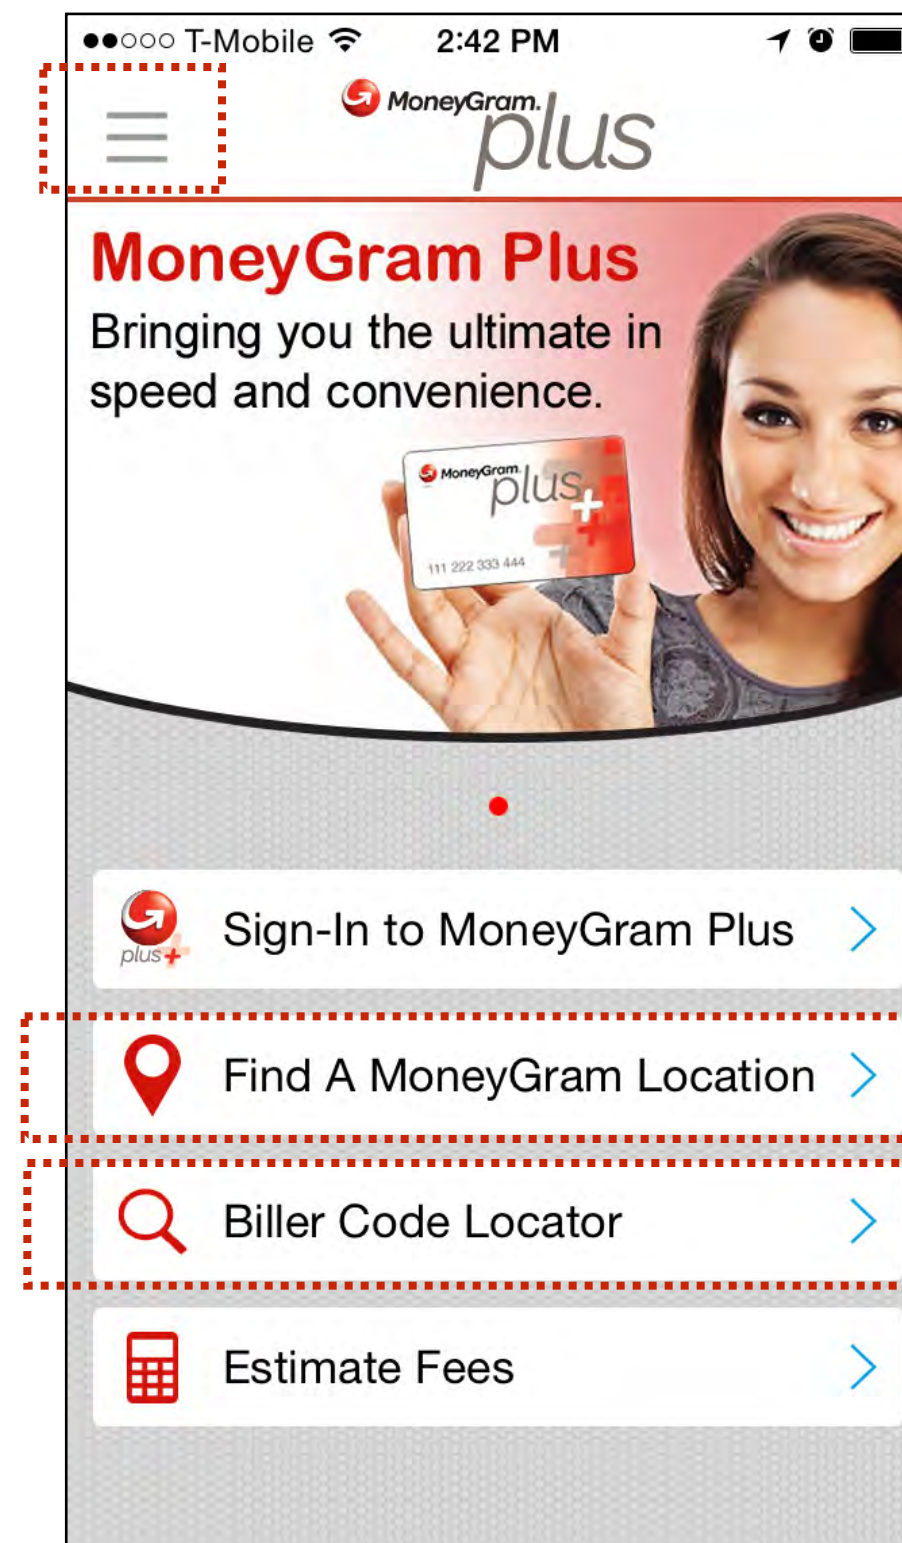 T-Mobile 2:42 PM
MoneyGram.
plus
MoneyGram Plus
Bringing you the ultimate in
speed and convenience.
MoneyGram.
plus
111 222 333 444
plus
Sign-In to MoneyGram Plus
Find A MoneyGram Location
Biller Code Locator
Estimate Fees